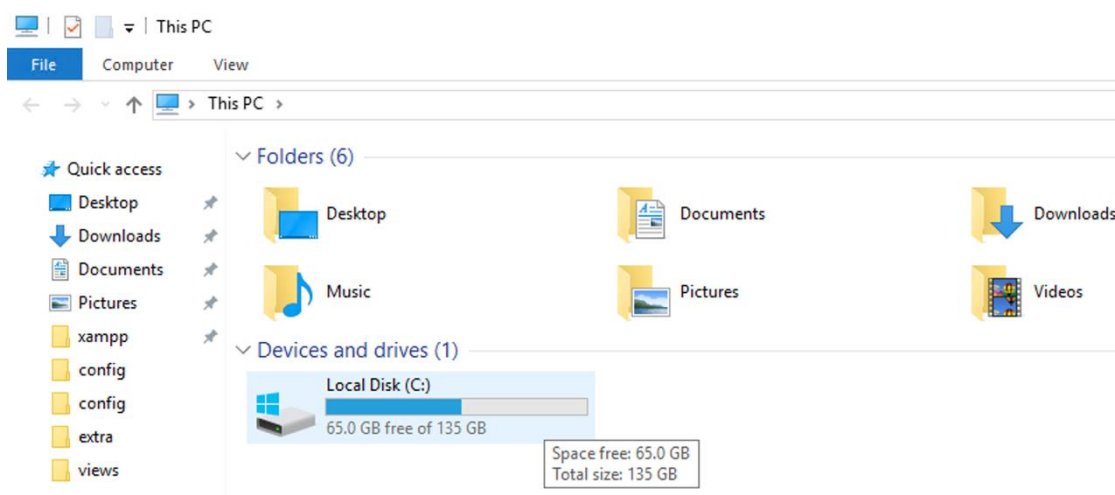 This PC
File Computer View
This PC
Quick access
Desktop
Downloads
Documents
Pictures
xampp
config
config
extra
views
Folders (6)
Desktop Documents Downloads
Music Pictures Videos
Devices and drives (1)
Local Disk (C:)
65.0 GB free of 135 GB
Space free: 65.0 GB
Total size: 135 GB